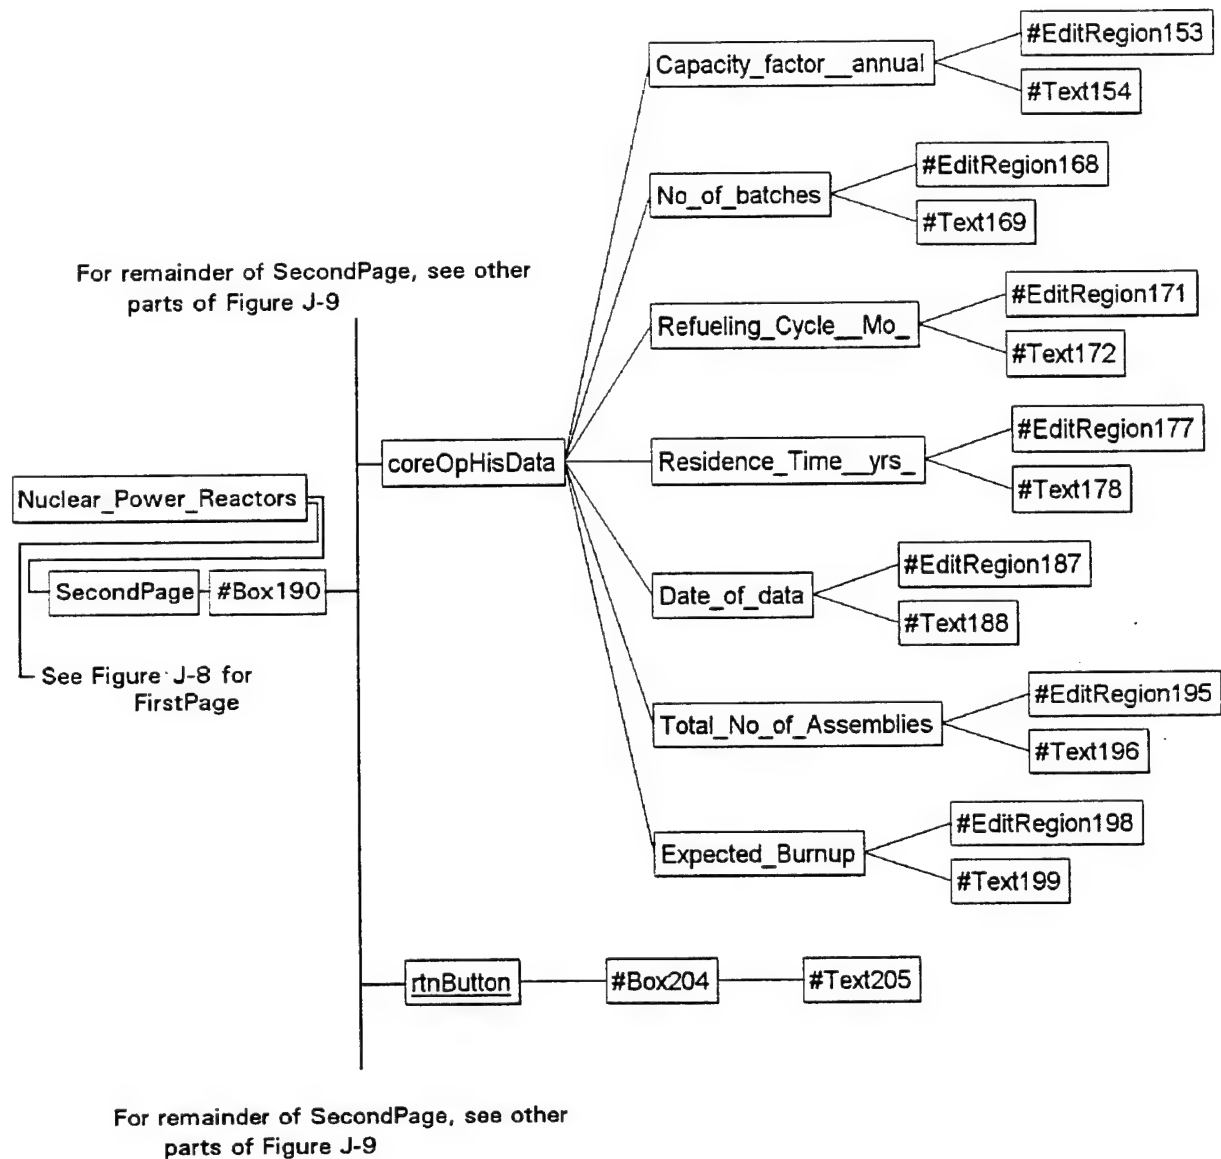 #EditRegion153
Capacity_factor__annual
#Text154
#EditRegion168
No_of_batches
#Text169
For remainder of SecondPage, see other
parts of Figure J-9
#EditRegion171
Refueling_Cycle__Mo_
#Text172
#EditRegion177
coreOpHisData
Residence_Time__yrs_
#Text178
Nuclear_Power_Reactors
#EditRegion187
SecondPage
#Box190
Date_of_data
#Text188
See Figure J-8 for
FirstPage
#EditRegion195
Total_No_of_Assemblies
#Text196
#EditRegion198
Expected_Burnup
#Text199
rtnButton
#Box204
#Text205
For remainder of SecondPage, see other
parts of Figure J-9